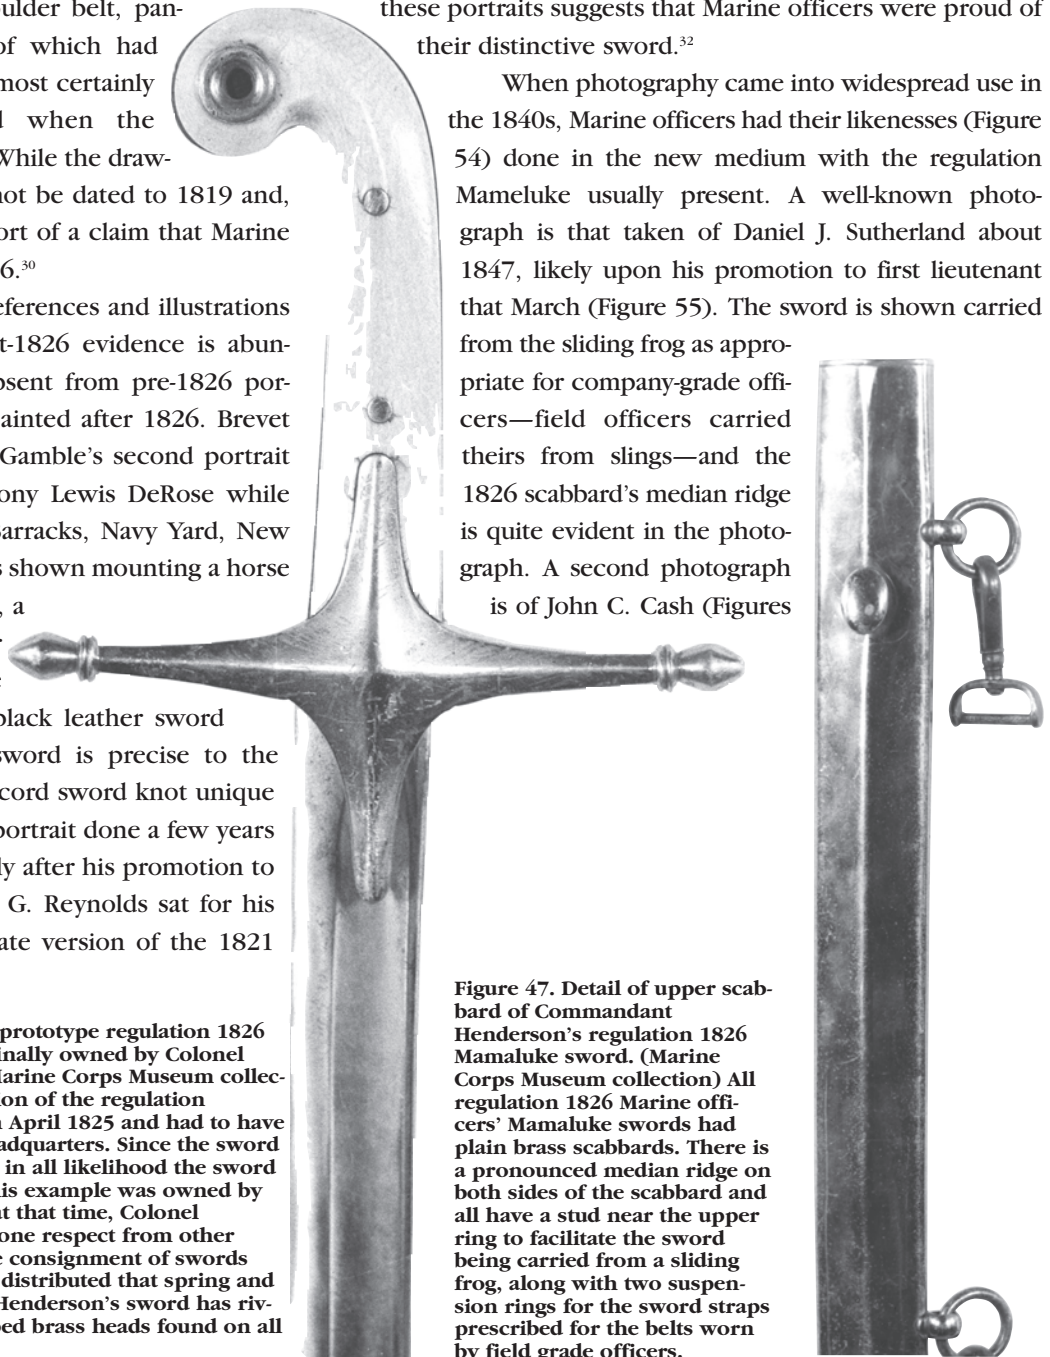 ulder belt, pan-
of which had
most certainly
d when the
While the draw-
not be dated to 1819 and,
ort of a claim that Marine
6.³⁰
eferences and illustrations
t-1826 evidence is abun-
bsent from pre-1826 por-
ainted after 1826. Brevet
Gamble's second portrait
ony Lewis DeRose while
Barracks, Navy Yard, New
s shown mounting a horse
, a
black leather sword
sword is precise to the
cord sword knot unique
portrait done a few years
ly after his promotion to
G. Reynolds sat for his
ate version of the 1821
prototype regulation 1826
inally owned by Colonel
Marine Corps Museum collec-
ion of the regulation
n April 1825 and had to have
adquarters. Since the sword
in all likelihood the sword
his example was owned by
at that time, Colonel
one respect from other
e consignment of swords
distributed that spring and
Henderson's sword has riv-
ped brass heads found on all
these portraits suggests that Marine officers were proud of
their distinctive sword.³²
When photography came into widespread use in
the 1840s, Marine officers had their likenesses (Figure
54) done in the new medium with the regulation
Mameluke usually present. A well-known photo-
graph is that taken of Daniel J. Sutherland about
1847, likely upon his promotion to first lieutenant
that March (Figure 55). The sword is shown carried
from the sliding frog as appro-
priate for company-grade offi-
cers—field officers carried
theirs from slings—and the
1826 scabbard's median ridge
is quite evident in the photo-
graph. A second photograph
is of John C. Cash (Figures
Figure 47. Detail of upper scab-
bard of Commandant
Henderson's regulation 1826
Mamaluke sword. (Marine
Corps Museum collection) All
regulation 1826 Marine offi-
cers' Mamaluke swords had
plain brass scabbards. There is
a pronounced median ridge on
both sides of the scabbard and
all have a stud near the upper
ring to facilitate the sword
being carried from a sliding
frog, along with two suspen-
sion rings for the sword straps
prescribed for the belts worn
by field grade officers.